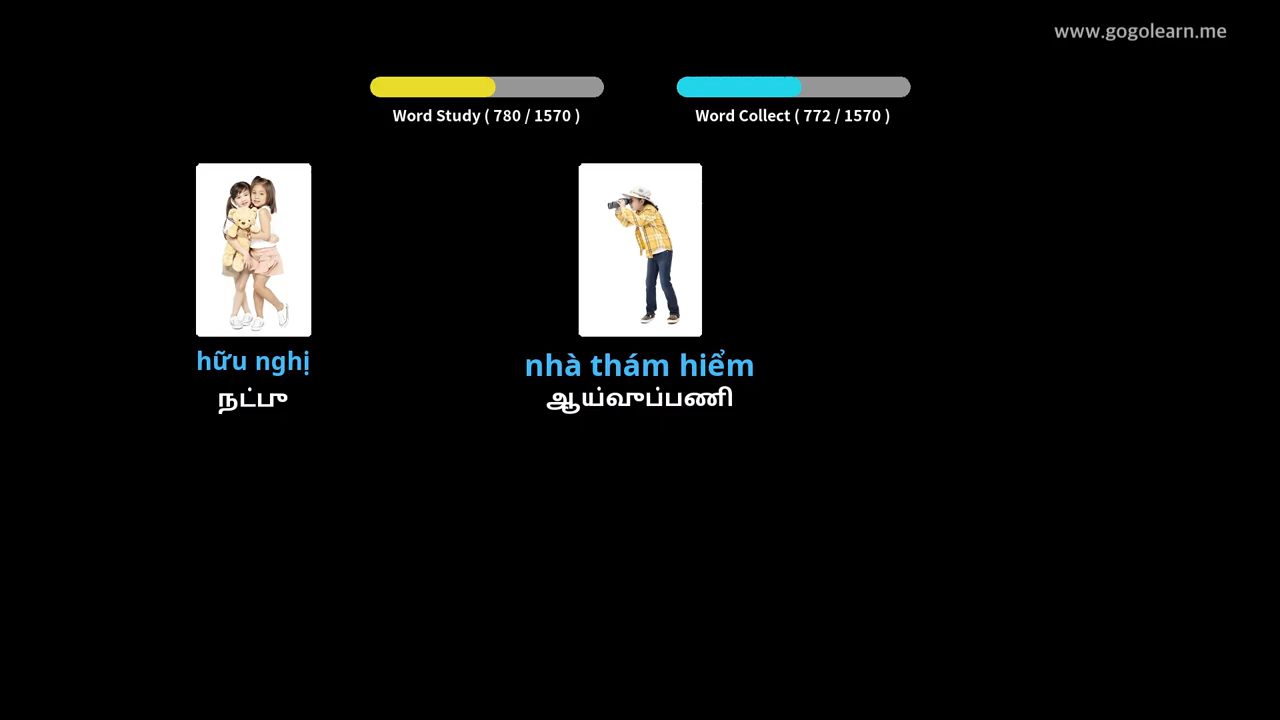 www.gogolearn.me
Word Study ( 780 / 1570 )
Word Collect ( 772 / 1570 )
hữu nghị
நட்பு
nhà thám hiểm
ஆய்வுப்பணி